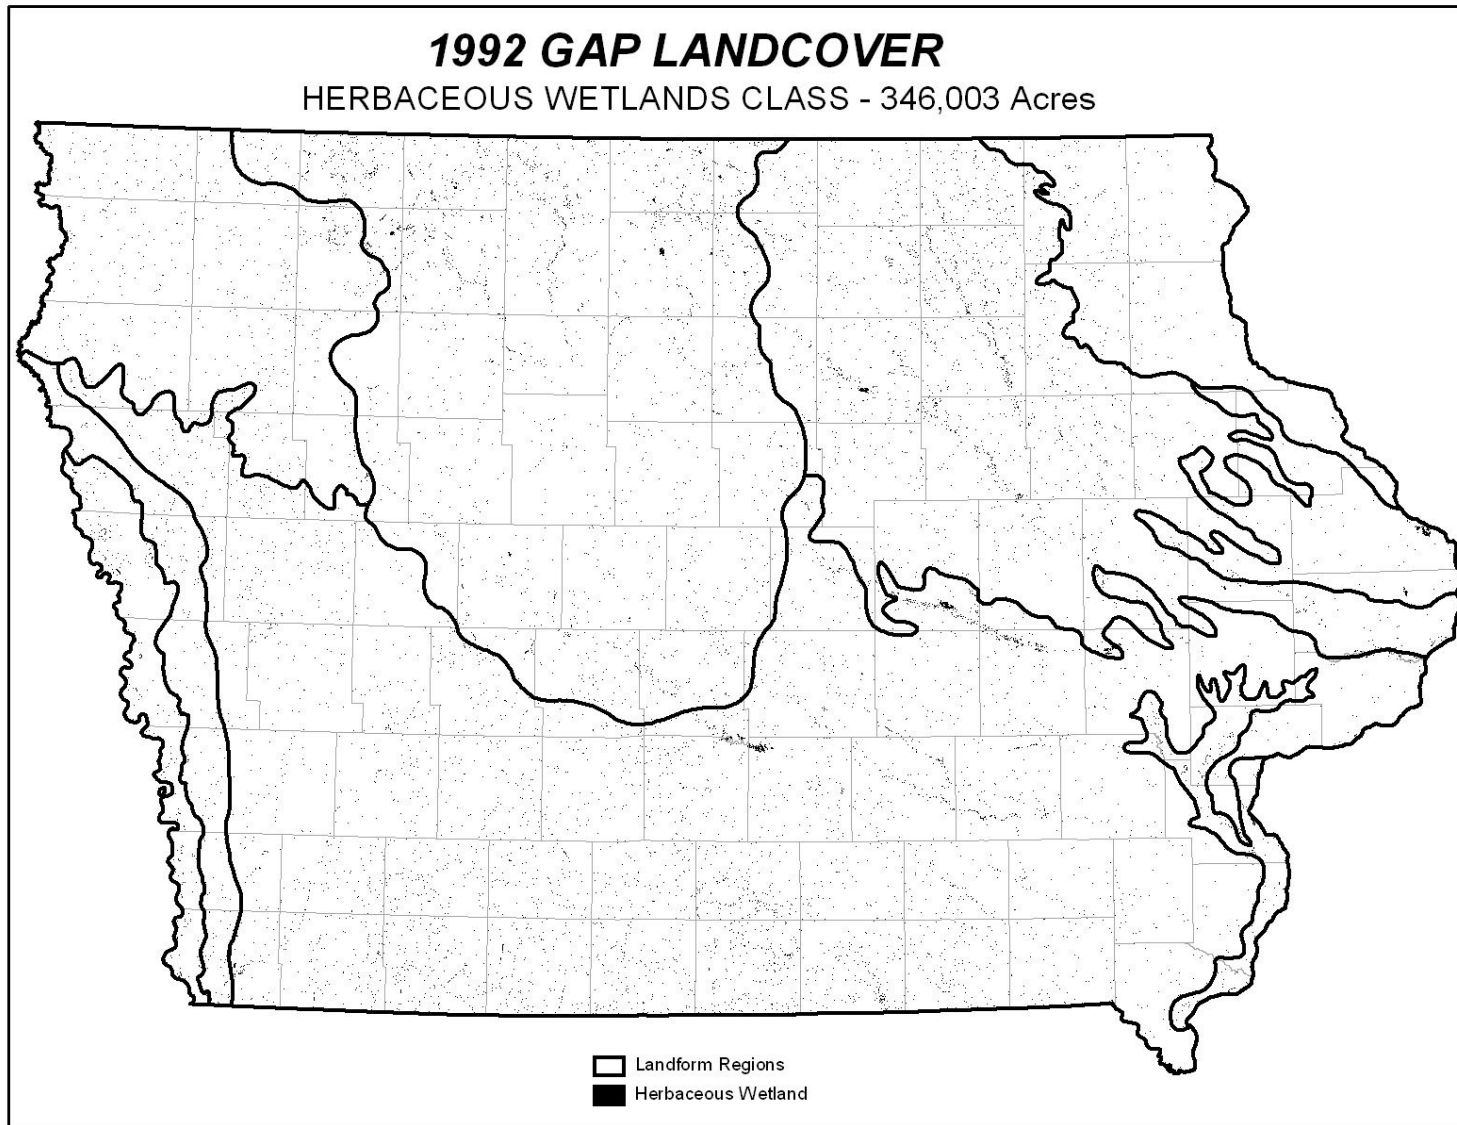 1992 GAP LANDCOVER
HERBACEOUS WETLANDS CLASS - 346,003 Acres
Landform Regions
Herbaceous Wetland